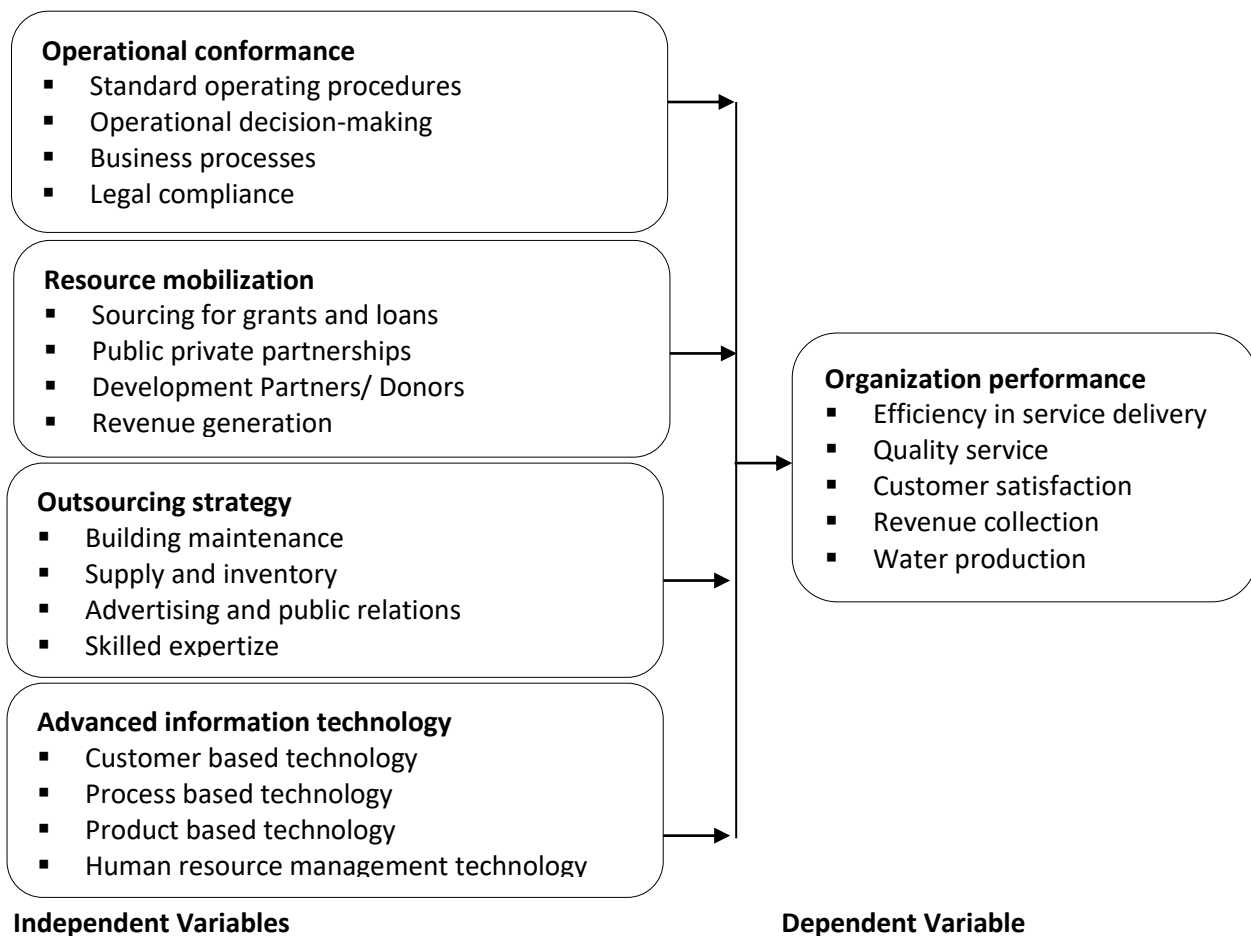 Operational conformance
▪ Standard operating procedures
▪ Operational decision-making
▪ Business processes
▪ Legal compliance
Resource mobilization
▪ Sourcing for grants and loans
▪ Public private partnerships
▪ Development Partners/ Donors
▪ Revenue generation
Outsourcing strategy
▪ Building maintenance
▪ Supply and inventory
▪ Advertising and public relations
▪ Skilled expertize
Advanced information technology
▪ Customer based technology
▪ Process based technology
▪ Product based technology
▪ Human resource management technology
Independent Variables
Organization performance
▪ Efficiency in service delivery
▪ Quality service
▪ Customer satisfaction
▪ Revenue collection
▪ Water production
Dependent Variable